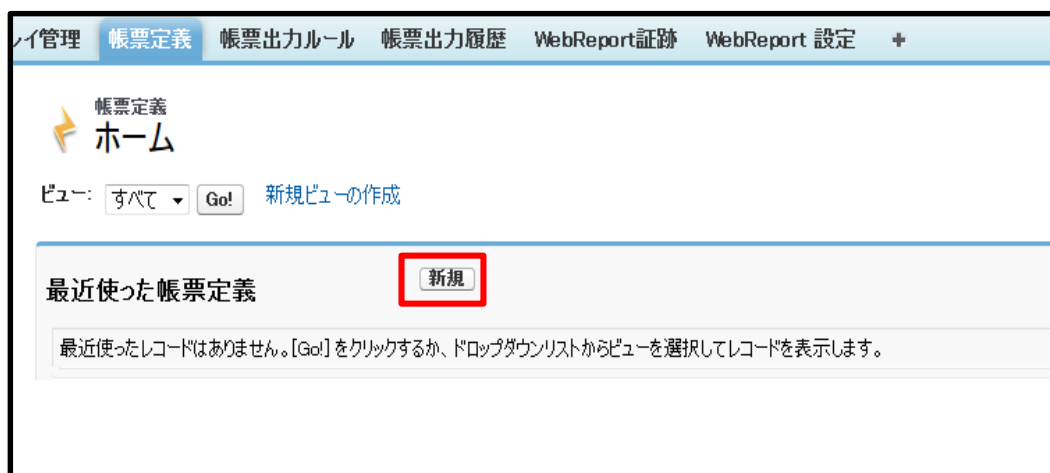 レイ管理 帳票定義 帳票出力ルール 帳票出力履歴 WebReport証跡 WebReport 設定 +
帳票定義
ホーム
ビュー: すべて Go! 新規ビューの作成
最近使った帳票定義 新規
最近使ったレコードはありません。[Go!] をクリックするか、ドロップダウンリストからビューを選択してレコードを表示します。